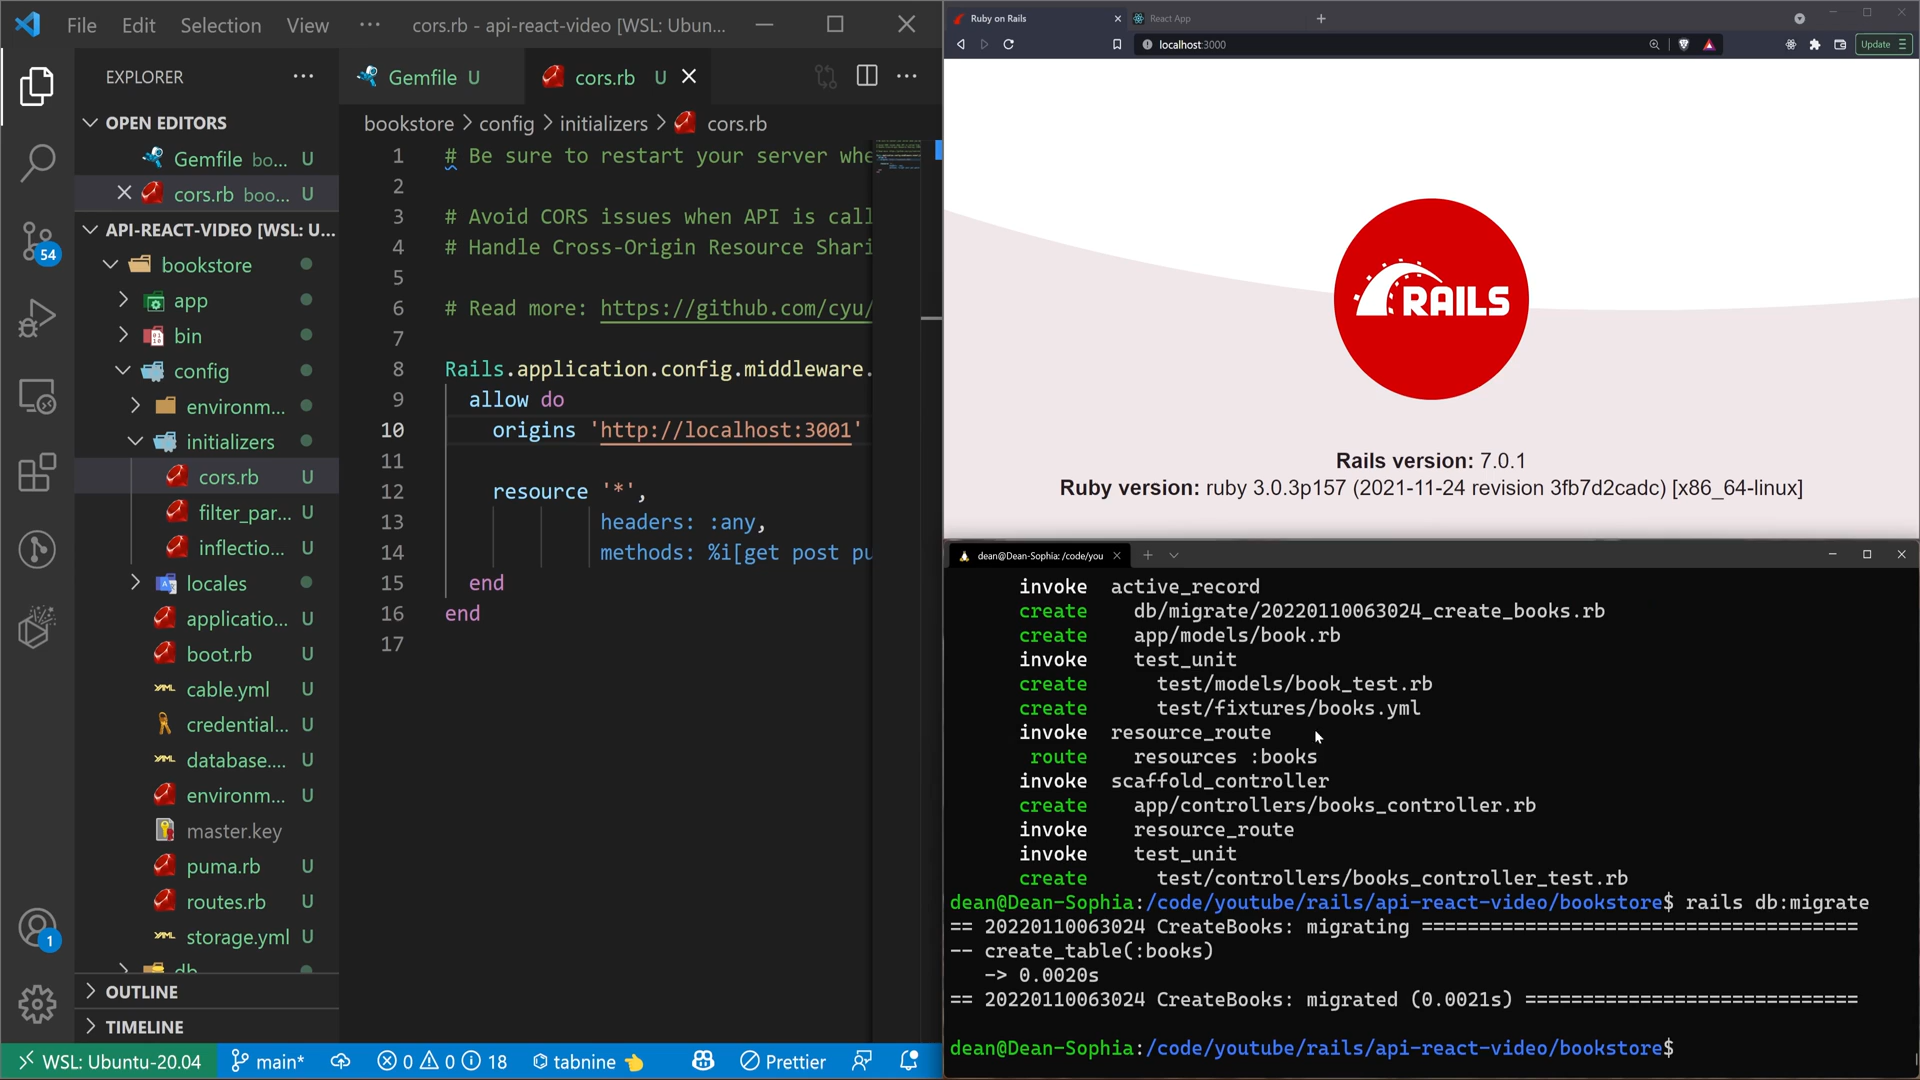 File Edit Selection View ··· cors.rb - api-react-video [WSL: Ubun...
EXPLORER ···
OPEN EDITORS
Gemfile bo... U
cors.rb boo... U
API-REACT-VIDEO [WSL: U...
bookstore
app
bin
config
environm...
initializers
cors.rb U
filter_par... U
inflectio... U
locales
applicatio... U
boot.rb U
cable.yml U
credential... U
database.... U
environm... U
master.key
puma.rb U
routes.rb U
storage.yml U
db
OUTLINE
TIMELINE
54
1
Gemfile U
cors.rb U
bookstore > config > initializers > cors.rb
1 # Be sure to restart your server whe
2
3 # Avoid CORS issues when API is call
4 # Handle Cross-Origin Resource Shari
5
6 # Read more: https://github.com/cyu/
7
8 Rails.application.config.middleware.
9 allow do
10 origins 'http://localhost:3001'
11
12 resource '*',
13 headers: :any,
14 methods: %i[get post pu
15 end
16 end
17
WSL: Ubuntu-20.04 main* 0 0 18 tabnine Prettier
Ruby on Rails
React App
localhost:3000
Update
RAILS
Rails version: 7.0.1
Ruby version: ruby 3.0.3p157 (2021-11-24 revision 3fb7d2cadc) [x86_64-linux]
dean@Dean-Sophia: /code/you
invoke active_record
create db/migrate/20220110063024_create_books.rb
create app/models/book.rb
invoke test_unit
create test/models/book_test.rb
create test/fixtures/books.yml
invoke resource_route
route resources :books
invoke scaffold_controller
create app/controllers/books_controller.rb
invoke resource_route
invoke test_unit
create test/controllers/books_controller_test.rb
dean@Dean-Sophia:/code/youtube/rails/api-react-video/bookstore$ rails db:migrate
== 20220110063024 CreateBooks: migrating ======================================
-- create_table(:books)
-> 0.0020s
== 20220110063024 CreateBooks: migrated (0.0021s) =============================
dean@Dean-Sophia:/code/youtube/rails/api-react-video/bookstore$